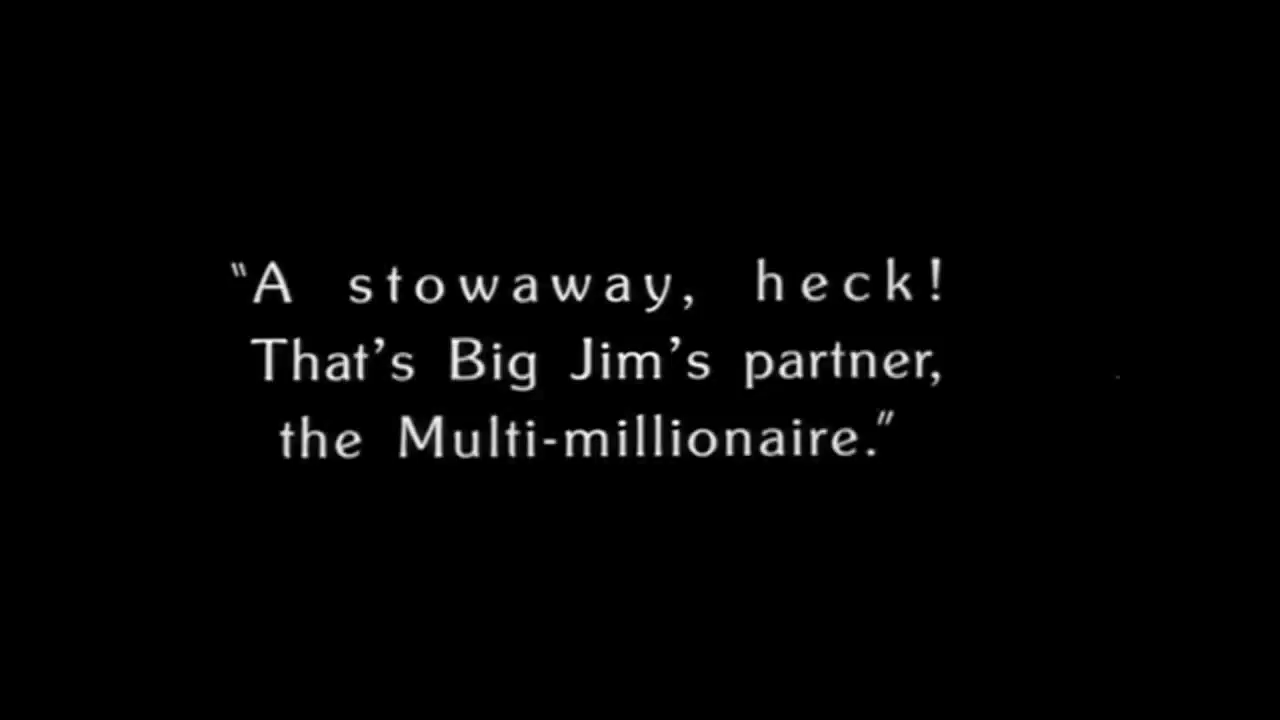 "A stowaway, heck!
That's Big Jim's partner,
the Multi-millionaire."